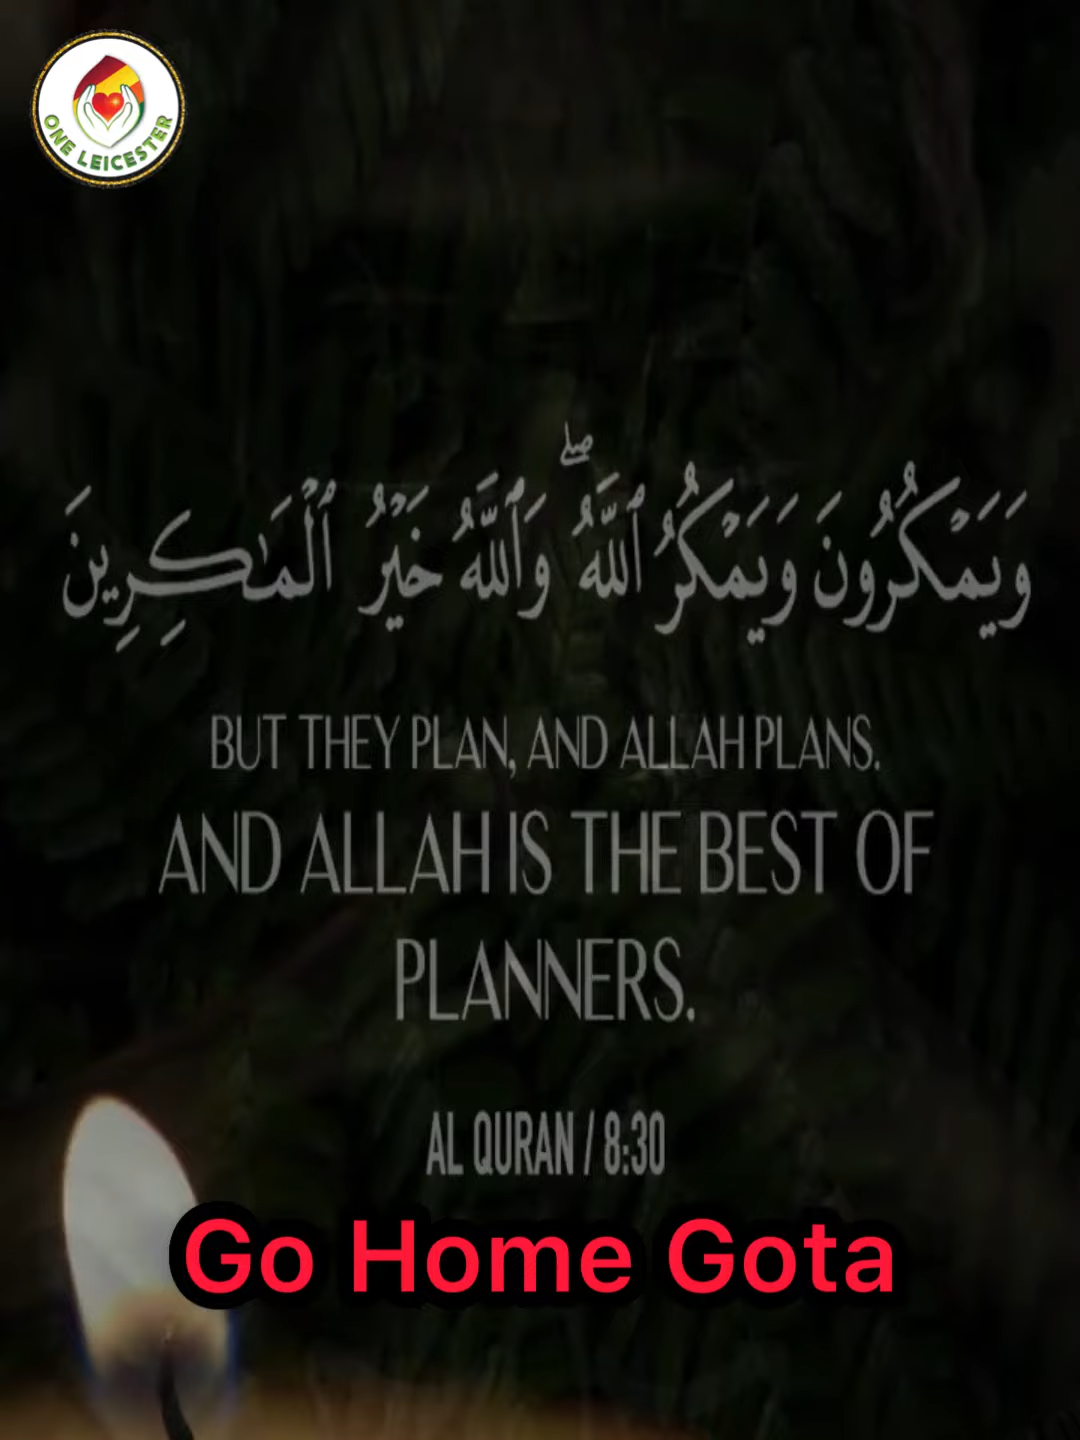 ONE LEICESTER
وَيَمْكُرُونَ وَيَمْكُرُ ٱللَّهُ ۖ وَٱللَّهُ خَيْرُ ٱلْمَـٰكِرِينَ
BUT THEY PLAN, AND ALLAH PLANS.
AND ALLAH IS THE BEST OF
PLANNERS.
AL QURAN / 8:30
Go Home Gota